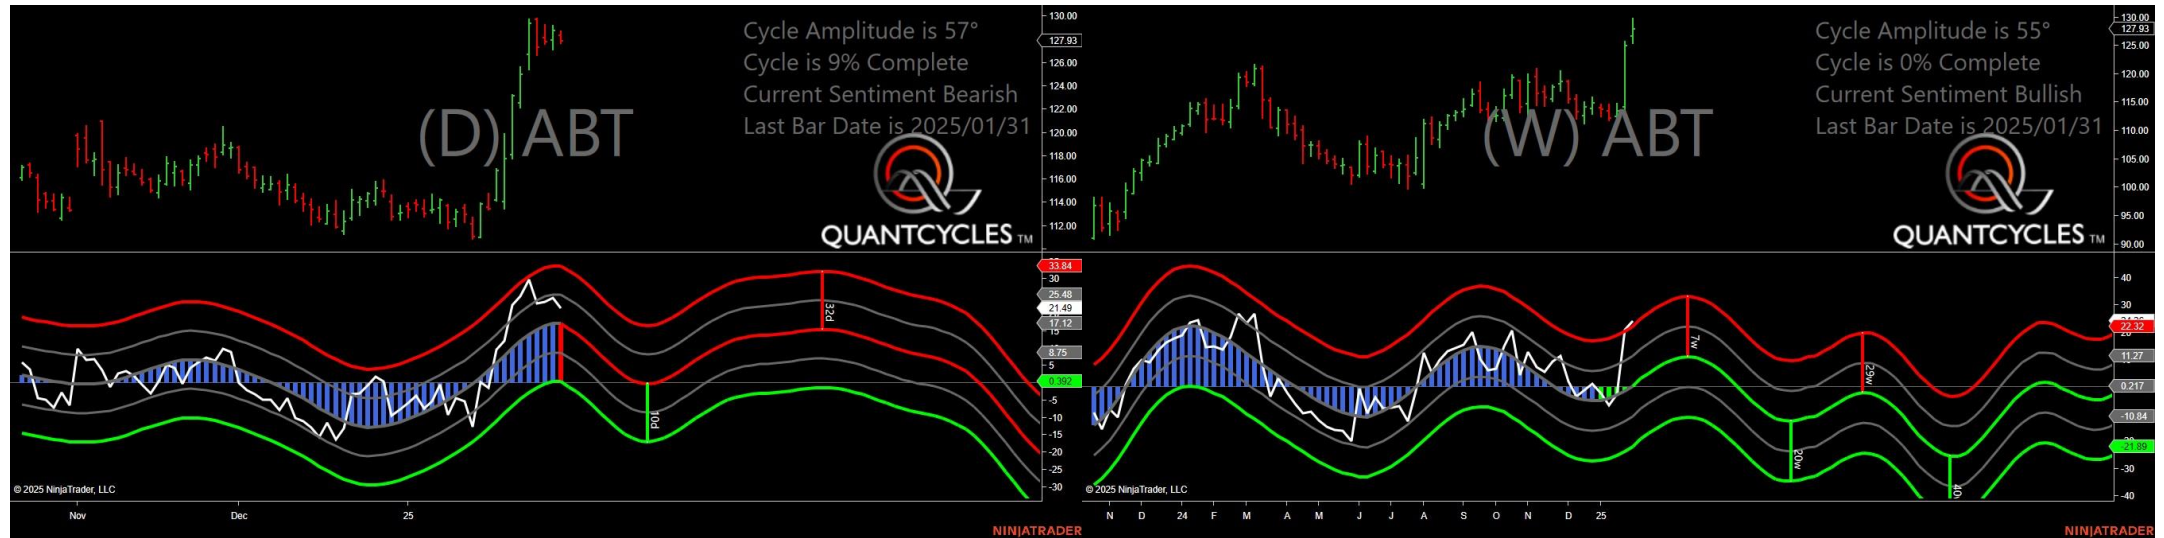 Cycle Amplitude is 57°
Cycle is 9% Complete
Current Sentiment Bearish
Last Bar Date is 2025/01/31
(D) ABT
QUANTCYCLES TM
130.00
127.93
126.00
124.00
122.00
120.00
118.00
116.00
114.00
112.00
33.84
30
25.48
21.49
17.12
15
8.75
5
0.392
-5
-10
-15
-20
-25
-30
32d
10d
© 2025 NinjaTrader, LLC
Nov
Dec
25
NINJATRADER
Cycle Amplitude is 55°
Cycle is 0% Complete
Current Sentiment Bullish
Last Bar Date is 2025/01/31
(W) ABT
QUANTCYCLES TM
130.00
127.93
125.00
120.00
115.00
110.00
105.00
100.00
95.00
90.00
40
30
22.32
11.27
0.217
-10.84
-21.89
-30
-40
7w
29w
20w
© 2025 NinjaTrader, LLC
N D 24 F M A M J J A S O N D 25
NINJATRADER